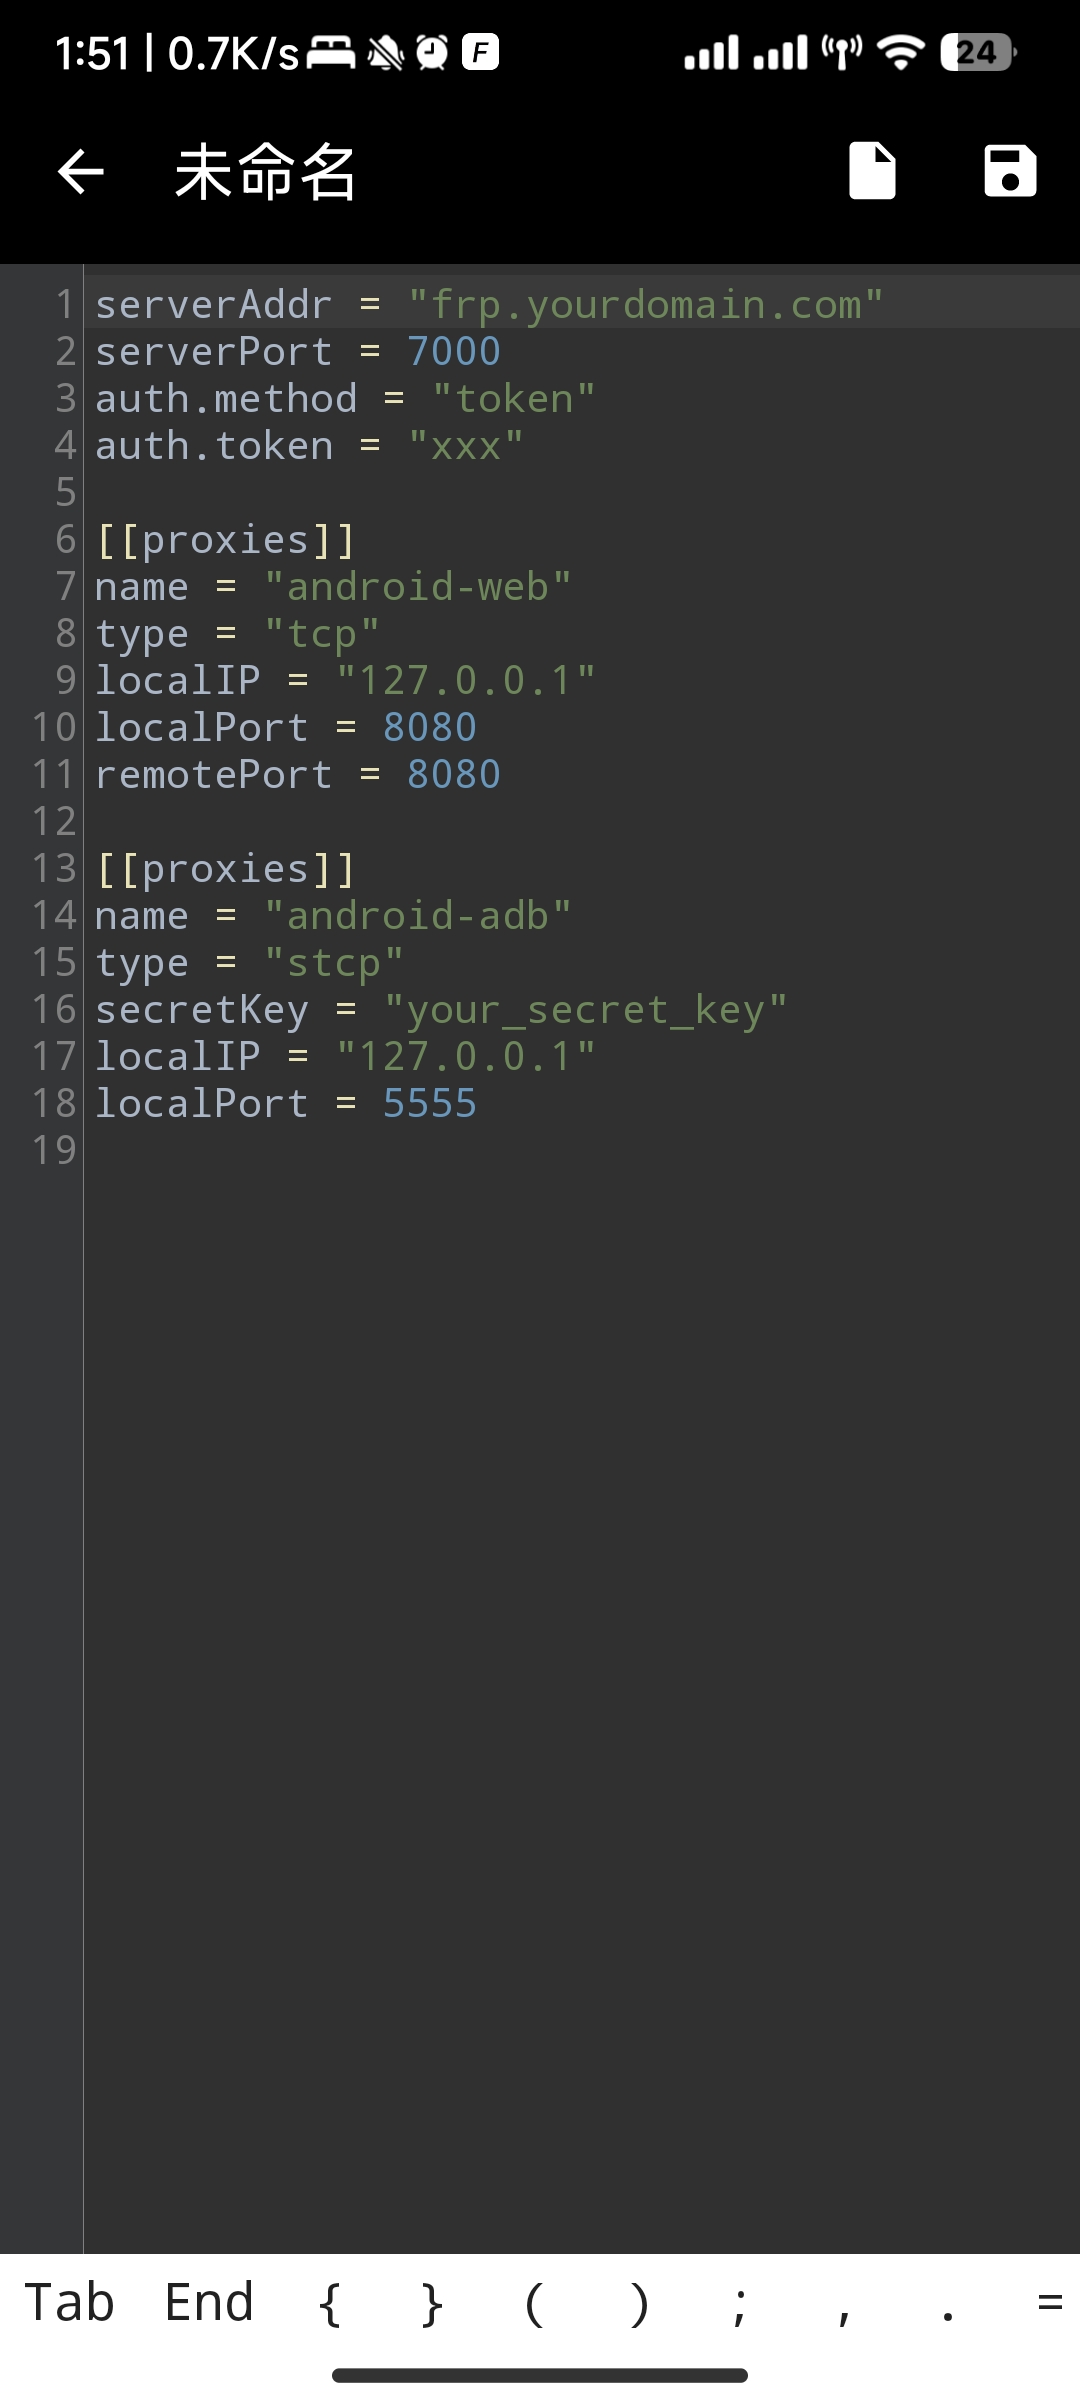 1:51 | 0.7K/s F 24
未命名
1 serverAddr = "frp.yourdomain.com"
2 serverPort = 7000
3 auth.method = "token"
4 auth.token = "xxx"
5
6 [[proxies]]
7 name = "android-web"
8 type = "tcp"
9 localIP = "127.0.0.1"
10 localPort = 8080
11 remotePort = 8080
12
13 [[proxies]]
14 name = "android-adb"
15 type = "stcp"
16 secretKey = "your_secret_key"
17 localIP = "127.0.0.1"
18 localPort = 5555
19
Tab End { } ( ) ; , . =